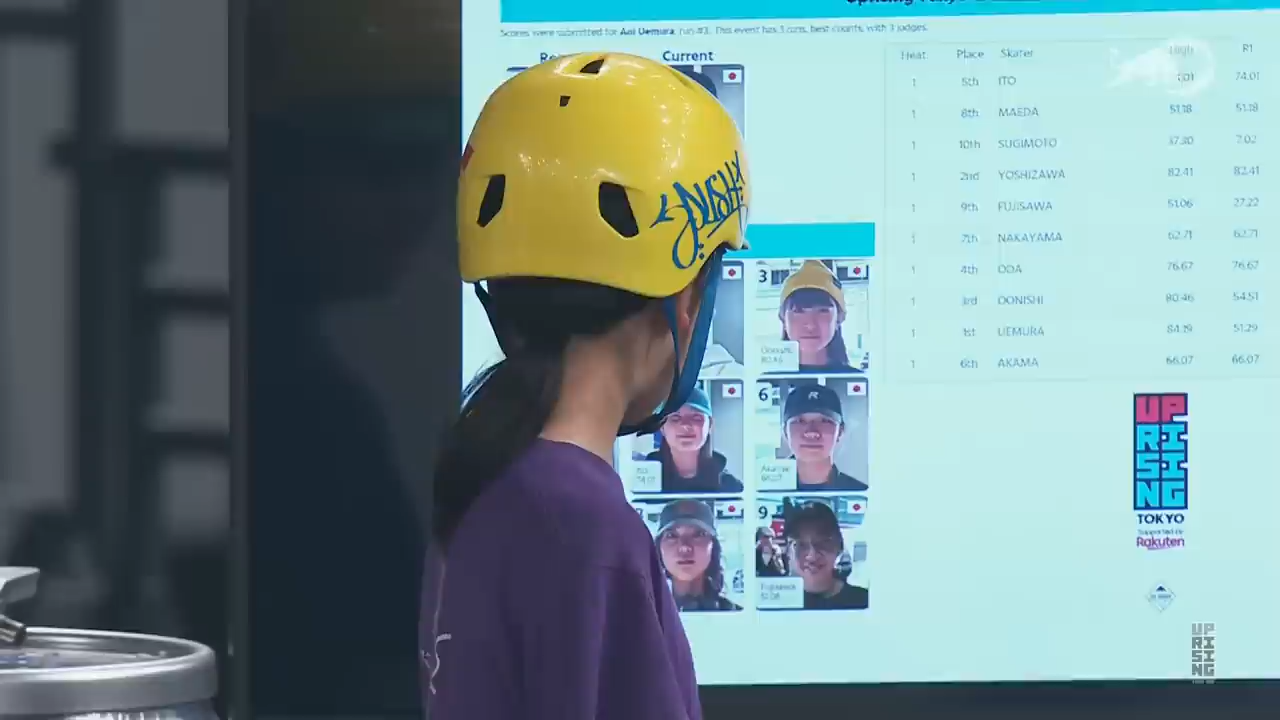 Scores were submitted for Aoi Uemura, run #3. This event has 3 runs, best counts, with 3 judges.
Current
Heat Place Skater High R1
1 5th ITO 74.01
1 8th MAEDA 51.18 51.18
1 10th SUGIMOTO 37.30 7.02
1 2nd YOSHIZAWA 82.41 82.41
1 9th FUJISAWA 51.06 27.22
1 7th NAKAYAMA 62.71 62.71
1 4th ODA 76.67 76.67
1 3rd OONISHI 80.46 54.51
1 1st UEMURA 84.19 51.29
1 6th AKAMA 66.07 66.07
PUSH!
3
6
9
UP
RI
SI
NG
TOKYO
Supported by
Rakuten
UP
RI
SI
NG